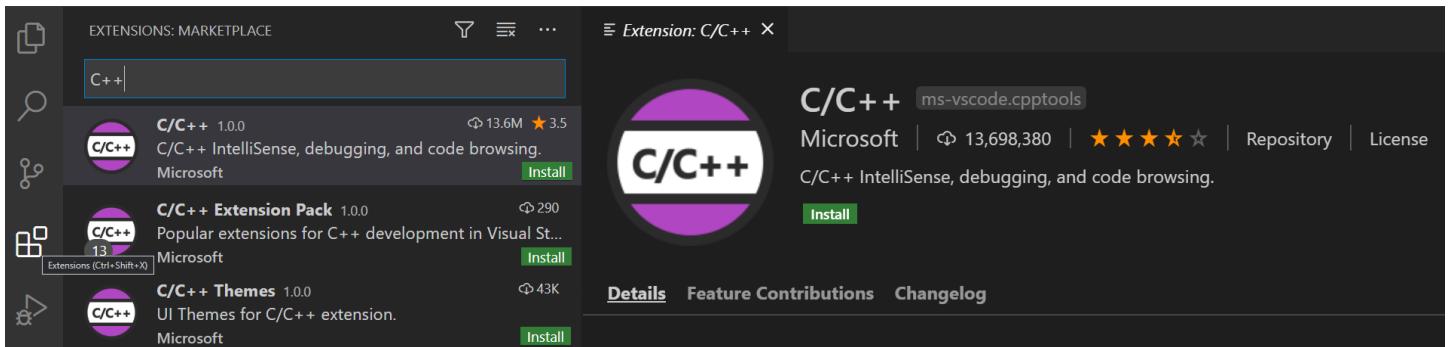 EXTENSIONS: MARKETPLACE
C++
C/C++ 1.0.0 13.6M 3.5
C/C++
C/C++ IntelliSense, debugging, and code browsing.
Microsoft Install
C/C++ Extension Pack 1.0.0 290
C/C++
Popular extensions for C++ development in Visual St...
13
Microsoft Install
Extensions (Ctrl+Shift+X)
C/C++ Themes 1.0.0 43K
C/C++
UI Themes for C/C++ extension.
Microsoft Install
Extension: C/C++
C/C++
C/C++ ms-vscode.cpptools
Microsoft 13,698,380 Repository License
C/C++ IntelliSense, debugging, and code browsing.
Install
Details Feature Contributions Changelog